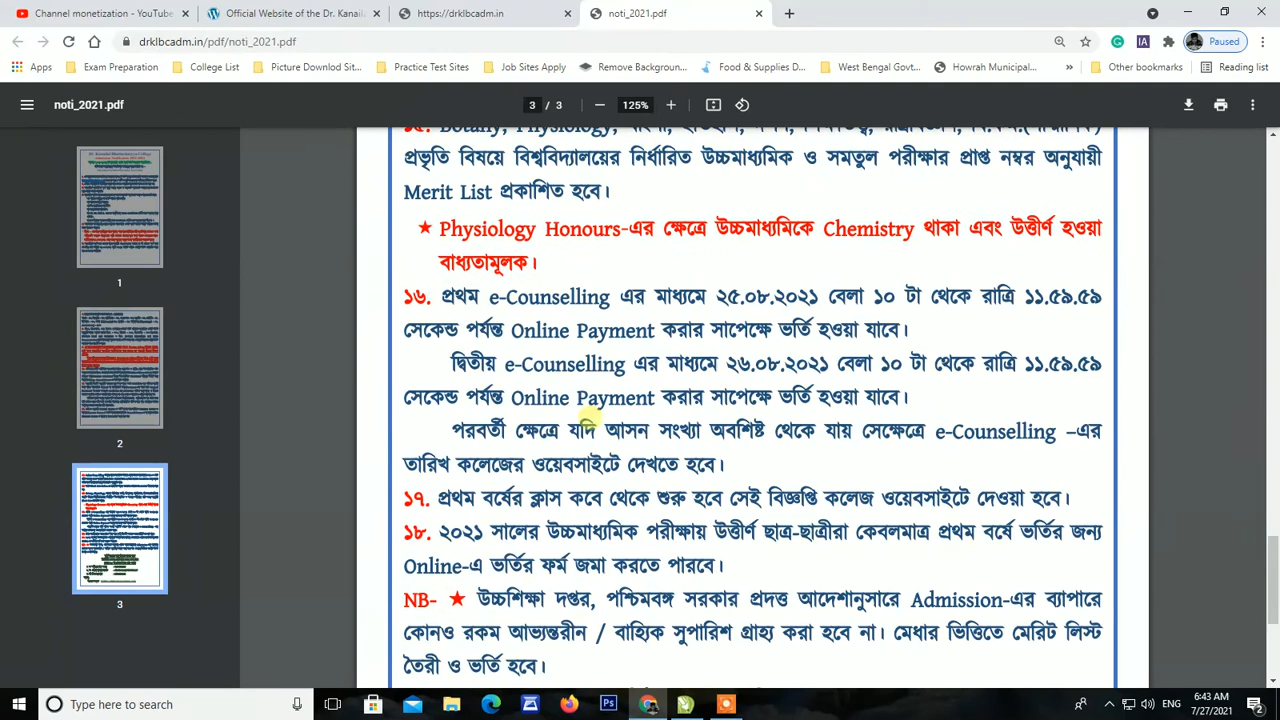 Channel Monetization - YouTube
Official Website of the Dr. Kanail
https://drklbcadm.in
noti_2021.pdf
drklbcadm.in/pdf/noti_2021.pdf
Paused
Apps
Exam Preparation
College List
Picture Downlod Sit...
Practice Test Sites
Job Sites Apply
Remove Backgroun...
Food & Supplies D...
West Bengal Govt...
Howrah Municipal...
»
Other bookmarks
Reading list
noti_2021.pdf
3 / 3
125%
১৫. Botany, Physiology,
প্রভৃতি বিষয়ে বিশ্ববিদ্যালয়ের নির্ধারিত উচ্চমাধ্যমিক ও সমতুল পরীক্ষার প্রাপ্ত নম্বর অনুযায়ী
Merit List প্রকাশিত হবে।
★ Physiology Honours-এর ক্ষেত্রে উচ্চমাধ্যমিকে Chemistry থাকা এবং উত্তীর্ণ হওয়া
বাধ্যতামূলক।
১৬. প্রথম e-Counselling এর মাধ্যমে ২৫.০৮.২০২১ বেলা ১০ টা থেকে রাত্রি ১১.৫৯.৫৯
সেকেন্ড পর্যন্ত Online Payment করার সাপেক্ষে ভর্তি হওয়া যাবে।
দ্বিতীয় e-Counselling এর মাধ্যমে ২৬.০৮.২০২১ বেলা ১০ টা থেকে রাত্রি ১১.৫৯.৫৯
সেকেন্ড পর্যন্ত Online Payment করার সাপেক্ষে ভর্তি হওয়া যাবে।
পরবর্তী ক্ষেত্রে যদি আসন সংখ্যা অবশিষ্ট থেকে যায় সেক্ষেত্রে e-Counselling –এর
তারিখ কলেজের ওয়েবসাইটে দেখতে হবে।
১৭. প্রথম বর্ষের ক্লাস কবে থেকে শুরু হবে সেই বিজ্ঞপ্তি কলেজ ওয়েবসাইটে দেওয়া হবে।
১৮. ২০২১ সালের উচ্চমাধ্যমিক পরীক্ষায় উত্তীর্ণ ছাত্র-ছাত্রীরা কেবলমাত্র প্রথম বর্ষে ভর্তির জন্য
Online-এ ভর্তির ফর্ম জমা করতে পারবে।
NB- ★ উচ্চশিক্ষা দপ্তর, পশ্চিমবঙ্গ সরকার প্রদত্ত আদেশানুসারে Admission-এর ব্যাপারে
কোনও রকম আভ্যন্তরীন / বাহ্যিক সুপারিশ গ্রাহ্য করা হবে না। মেধার ভিত্তিতে মেরিট লিস্ট
তৈরী ও ভর্তি হবে।
1
2
3
Type here to search
ENG
6:43 AM
7/27/2021